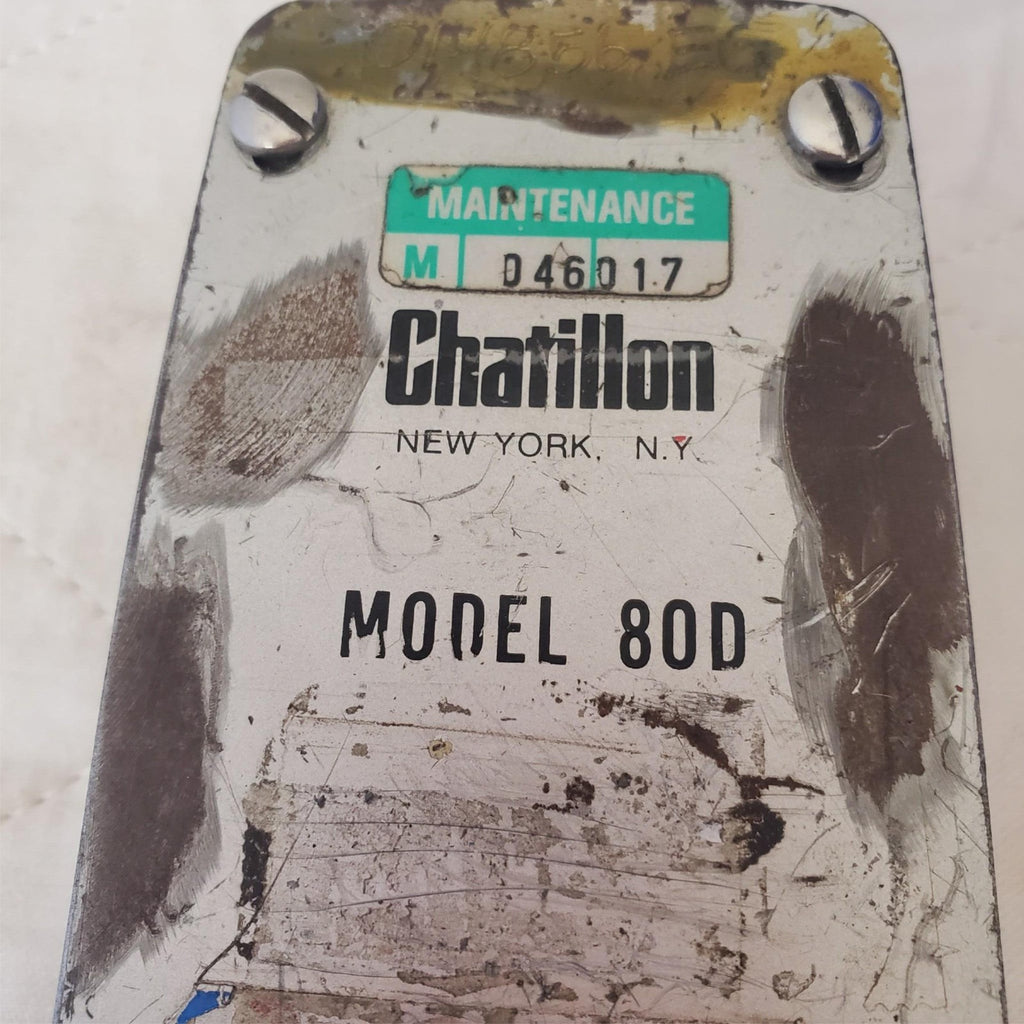 MAINTENANCE
M D46017
Chatillon
NEW YORK, N.Y.
MODEL 80D